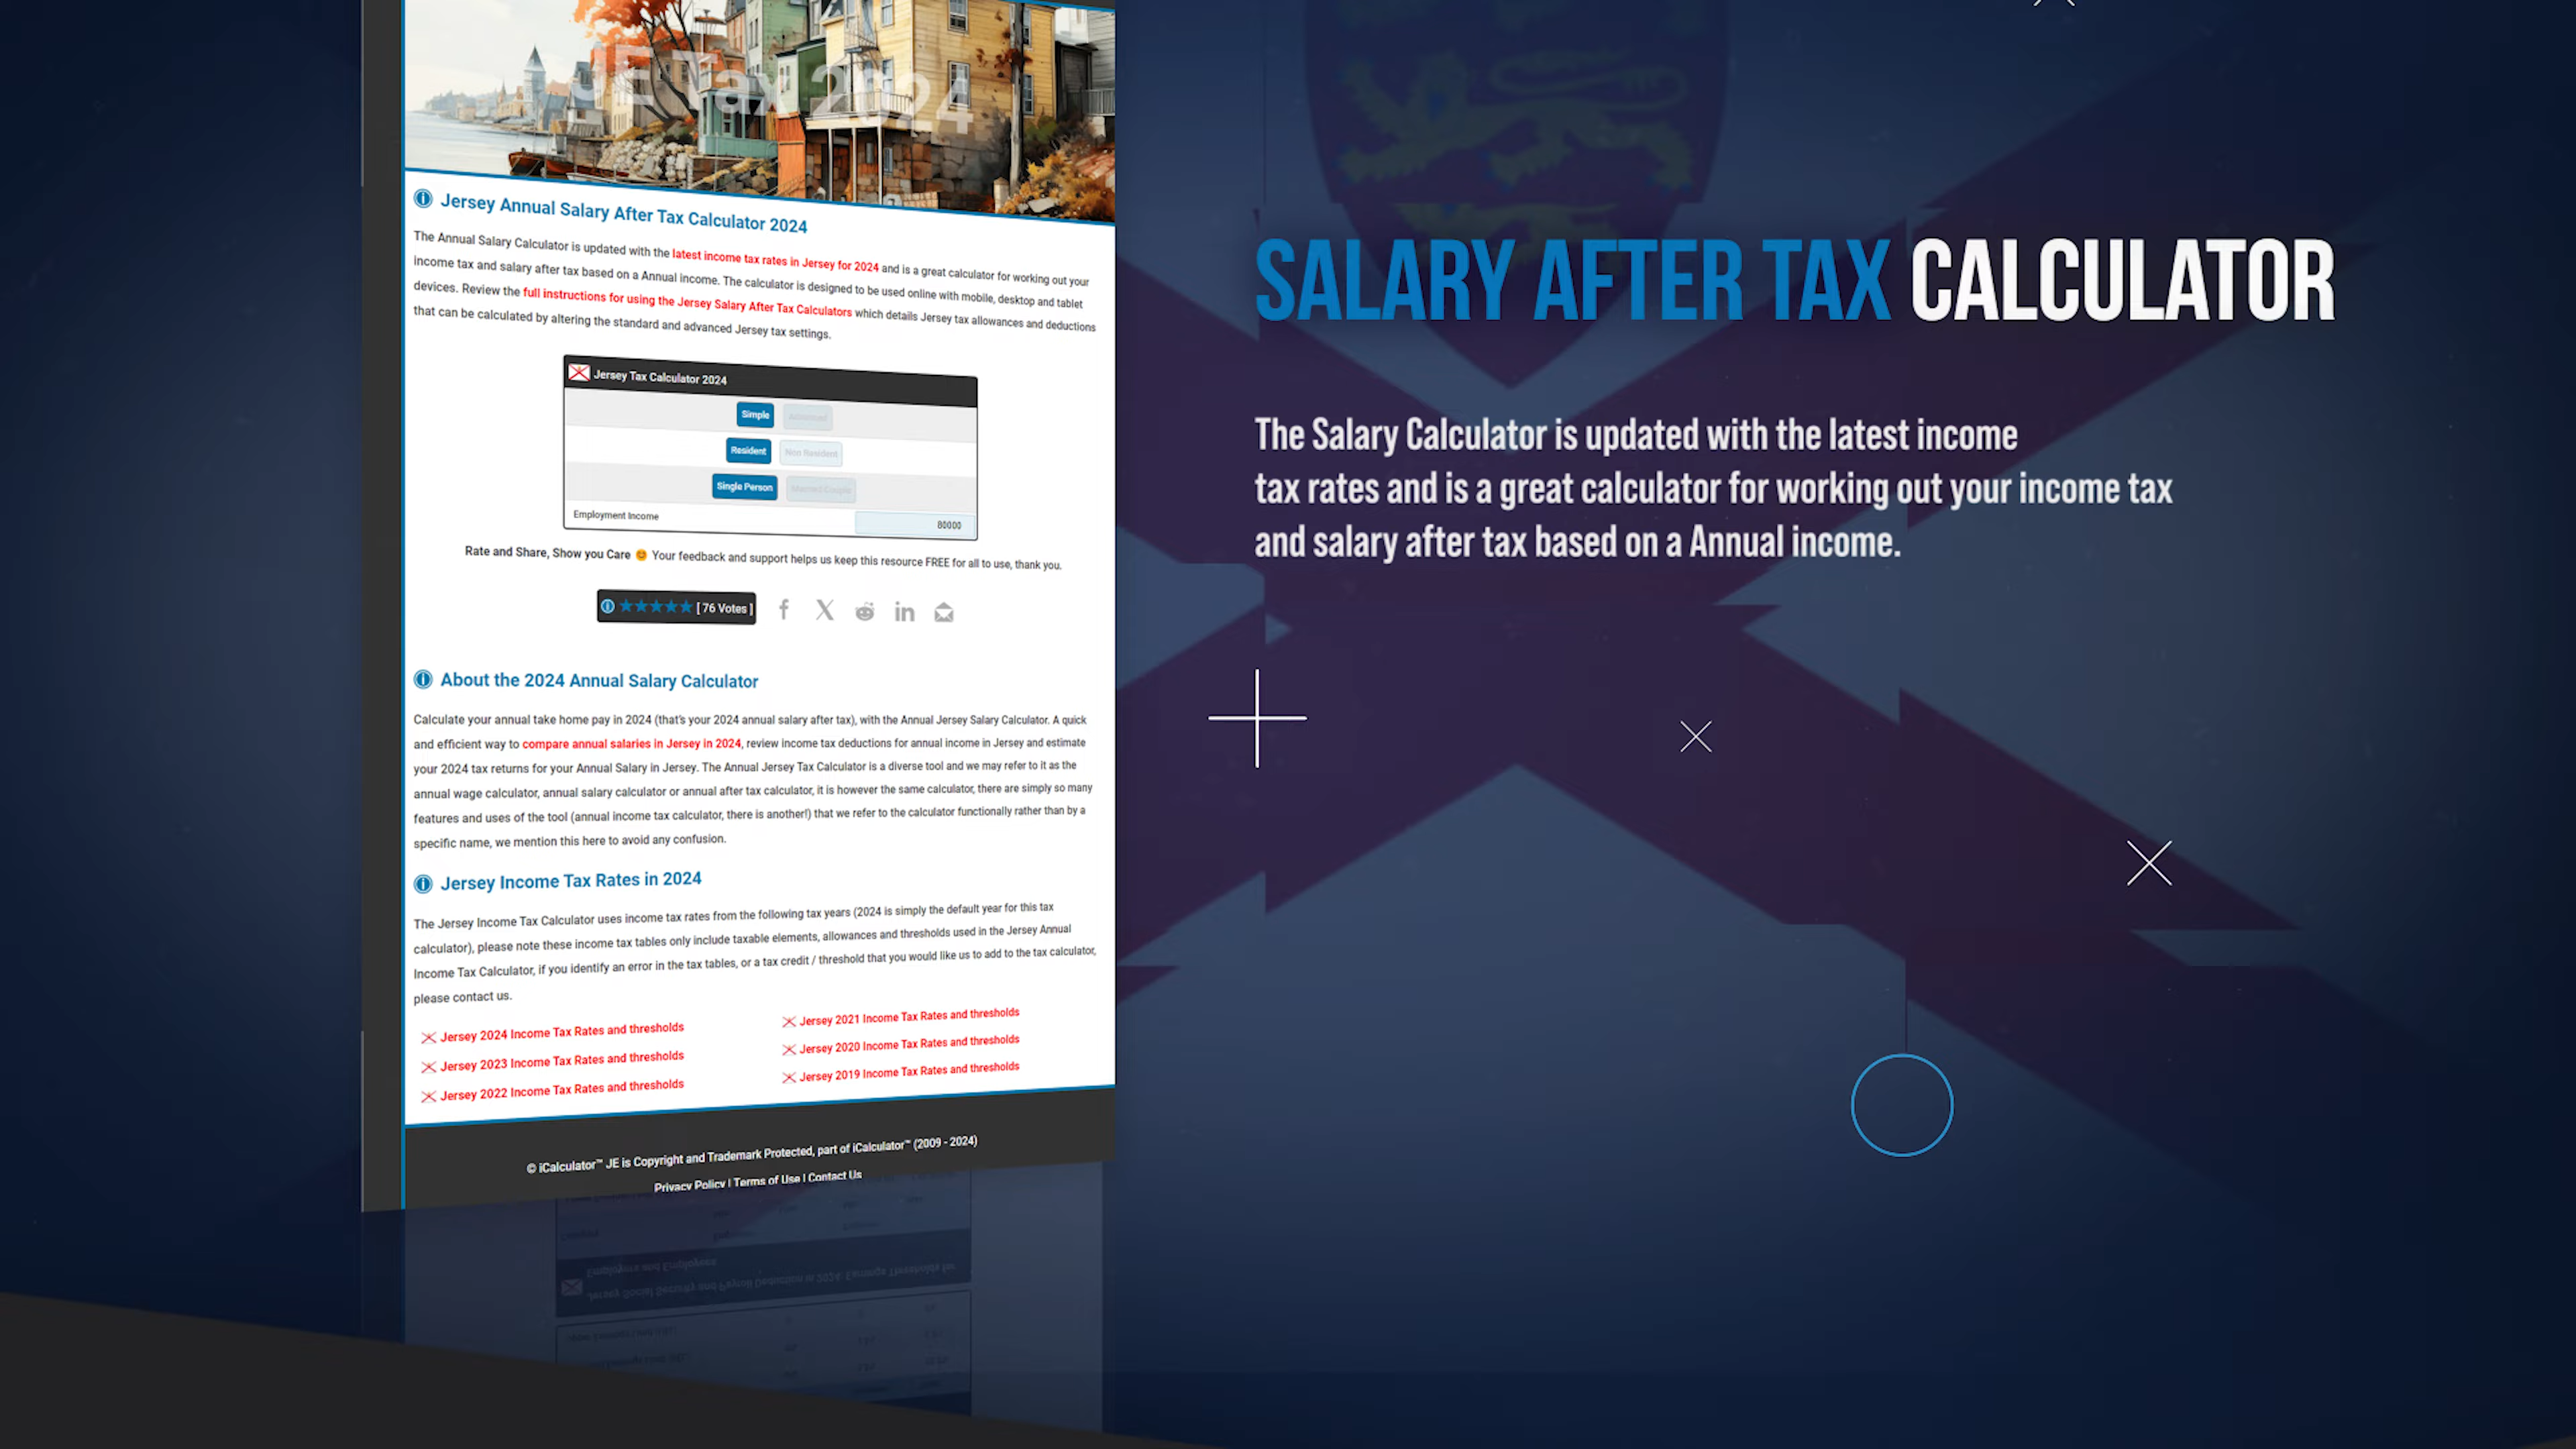 JE Tax 2024
Jersey Annual Salary After Tax Calculator 2024
The Annual Salary Calculator is updated with the latest income tax rates in Jersey for 2024 and is a great calculator for working out your
income tax and salary after tax based on a Annual income. The calculator is designed to be used online with mobile, desktop and tablet
devices. Review the full instructions for using the Jersey Salary After Tax Calculators which details Jersey tax allowances and deductions
that can be calculated by altering the standard and advanced Jersey tax settings.
Jersey Tax Calculator 2024
Simple Advanced
Resident Non Resident
Single Person Married Couple
Employment Income 80000
Rate and Share, Show you Care 😊 Your feedback and support helps us keep this resource FREE for all to use, thank you.
★★★★★ [ 76 Votes ]
About the 2024 Annual Salary Calculator
Calculate your annual take home pay in 2024 (that's your 2024 annual salary after tax), with the Annual Jersey Salary Calculator. A quick
and efficient way to compare annual salaries in Jersey in 2024, review income tax deductions for annual income in Jersey and estimate
your 2024 tax returns for your Annual Salary in Jersey. The Annual Jersey Tax Calculator is a diverse tool and we may refer to it as the
annual wage calculator, annual salary calculator or annual after tax calculator, it is however the same calculator, there are simply so many
features and uses of the tool (annual income tax calculator, there is another!) that we refer to the calculator functionally rather than by a
specific name, we mention this here to avoid any confusion.
Jersey Income Tax Rates in 2024
The Jersey Income Tax Calculator uses income tax rates from the following tax years (2024 is simply the default year for this tax
calculator), please note these income tax tables only include taxable elements, allowances and thresholds used in the Jersey Annual
Income Tax Calculator, if you identify an error in the tax tables, or a tax credit / threshold that you would like us to add to the tax calculator,
please contact us.
Jersey 2024 Income Tax Rates and thresholds
Jersey 2023 Income Tax Rates and thresholds
Jersey 2022 Income Tax Rates and thresholds
Jersey 2021 Income Tax Rates and thresholds
Jersey 2020 Income Tax Rates and thresholds
Jersey 2019 Income Tax Rates and thresholds
© iCalculator™ JE is Copyright and Trademark Protected, part of iCalculator™ (2009 - 2024)
Privacy Policy | Terms of Use | Contact Us
Jersey Social Security and Payroll Deduction in 2024: Earnings Thresholds for
Employers and Employees
SALARY AFTER TAX CALCULATOR
The Salary Calculator is updated with the latest income
tax rates and is a great calculator for working out your income tax
and salary after tax based on a Annual income.